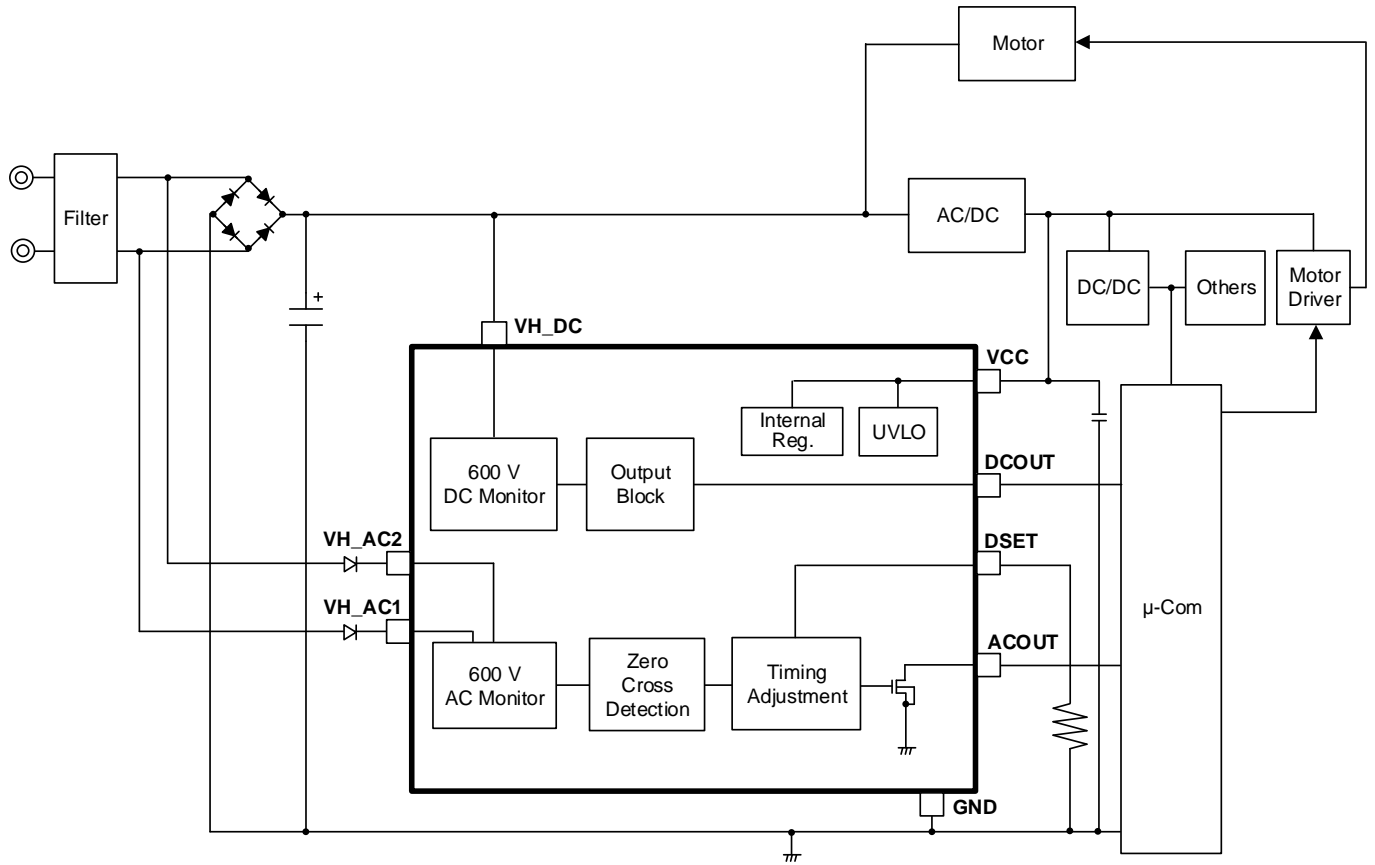 Motor
Filter
AC/DC
DC/DC
Others
Motor
Driver
+
VH_DC
VCC
Internal
Reg.
UVLO
600 V
DC Monitor
Output
Block
DCOUT
VH_AC2
DSET
VH_AC1
µ-Com
600 V
AC Monitor
Zero
Cross
Detection
Timing
Adjustment
ACOUT
GND